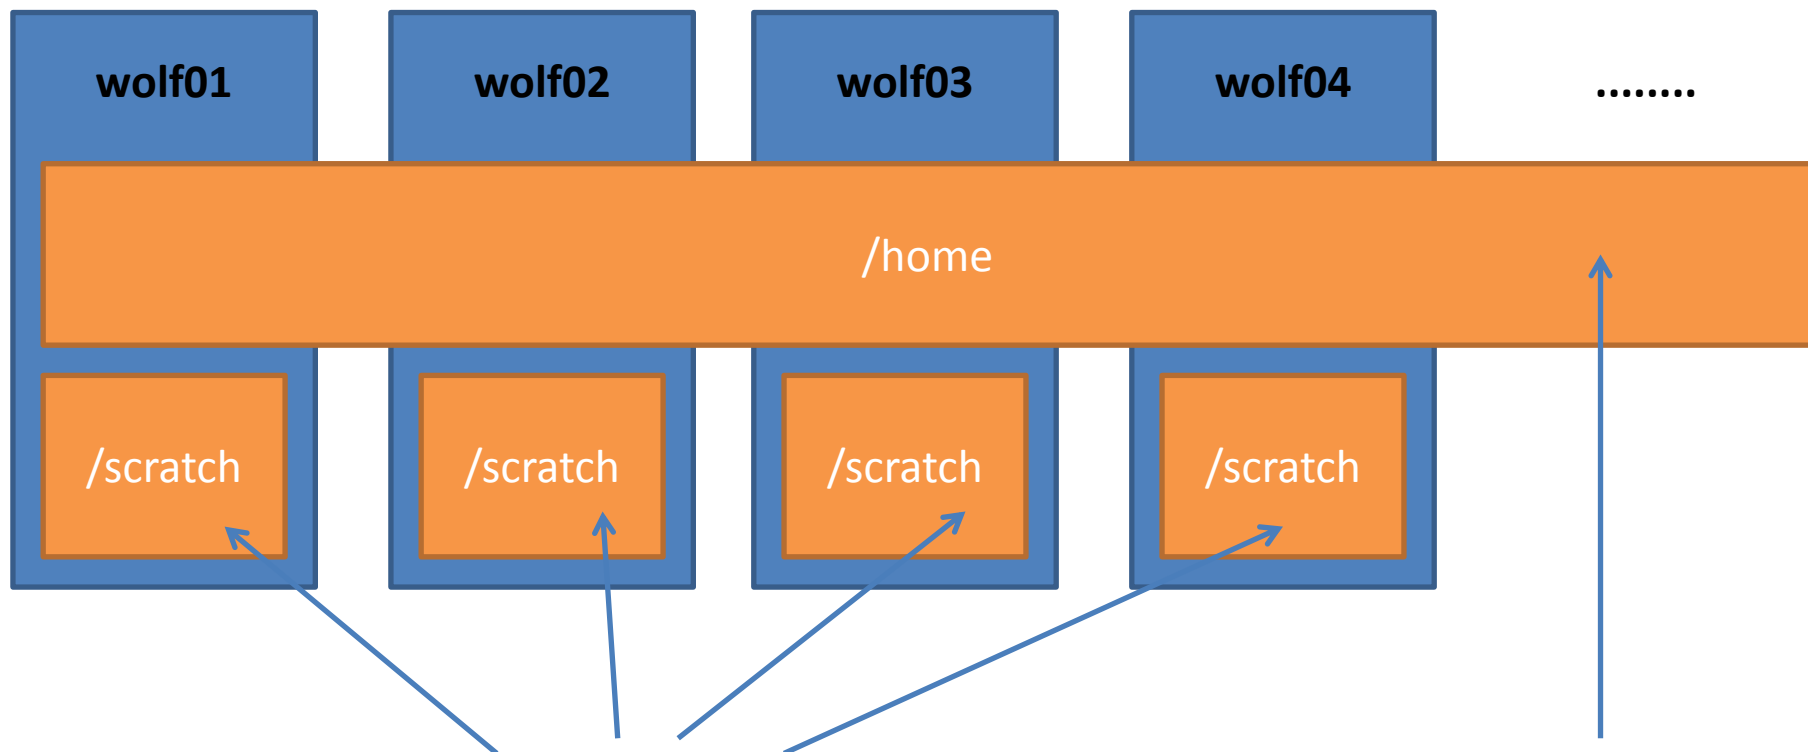 wolf01 wolf02 wolf03 wolf04 ........
/home
/scratch /scratch /scratch /scratch